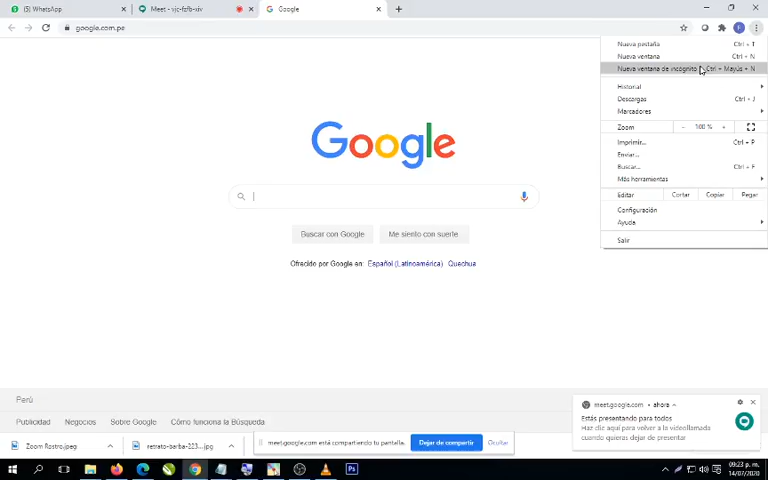 (5) WhatsApp
Meet - vjc-fzfb-xiv
Google
google.com.pe
Nueva pestaña Ctrl + T
Nueva ventana Ctrl + N
Nueva ventana de incógnito Ctrl + Mayús + N
Historial
Descargas Ctrl + J
Marcadores
Zoom - 100 % +
Imprimir... Ctrl + P
Enviar...
Buscar... Ctrl + F
Más herramientas
Editar Cortar Copiar Pegar
Configuración
Ayuda
Salir
Google
Buscar con Google
Me siento con suerte
Ofrecido por Google en: Español (Latinoamérica) Quechua
Perú
Publicidad Negocios Sobre Google Cómo funciona la Búsqueda
meet.google.com • ahora
Estás presentando para todos
Haz clic aquí para volver a la videollamada
cuando quieras dejar de presentar
Zoom Rostro.jpeg
retrato-barba-223....jpg
meet.google.com está compartiendo tu pantalla.
Dejar de compartir
Ocultar
Ps
09:23 p. m.
14/07/2020